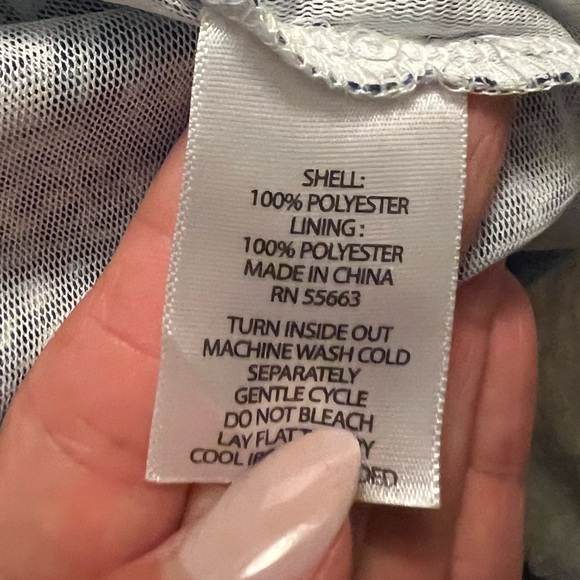 SHELL:
100% POLYESTER
LINING :
100% POLYESTER
MADE IN CHINA
RN 55663
TURN INSIDE OUT
MACHINE WASH COLD
SEPARATELY
GENTLE CYCLE
DO NOT BLEACH
LAY FLAT
COOL